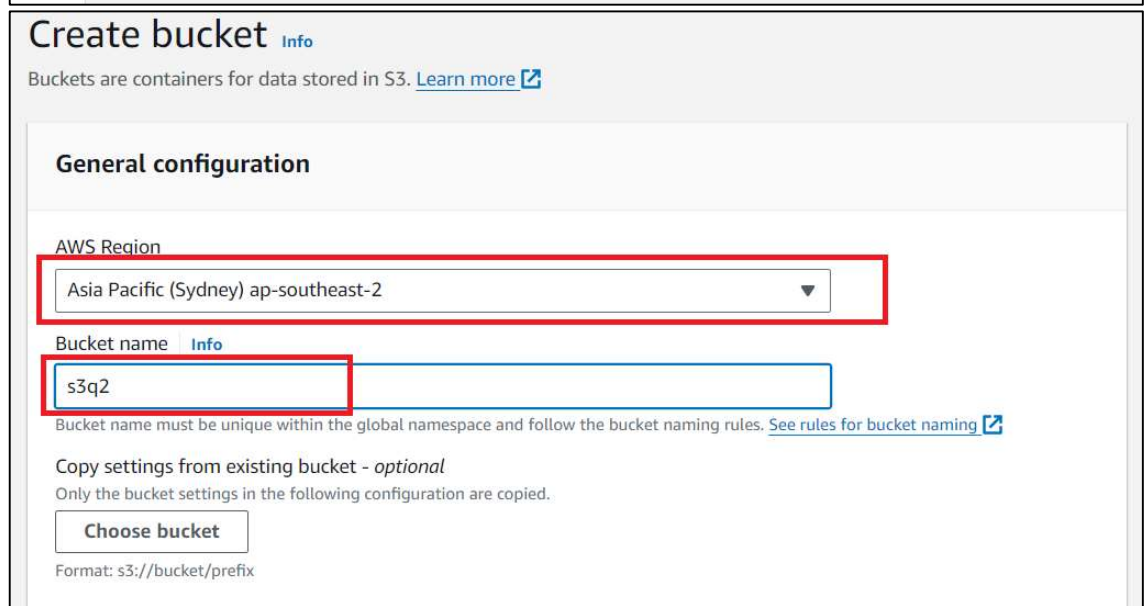 Create bucket Info
Buckets are containers for data stored in S3. Learn more
General configuration
AWS Region
Asia Pacific (Sydney) ap-southeast-2
Bucket name Info
s3q2
Bucket name must be unique within the global namespace and follow the bucket naming rules. See rules for bucket naming
Copy settings from existing bucket - optional
Only the bucket settings in the following configuration are copied.
Choose bucket
Format: s3://bucket/prefix